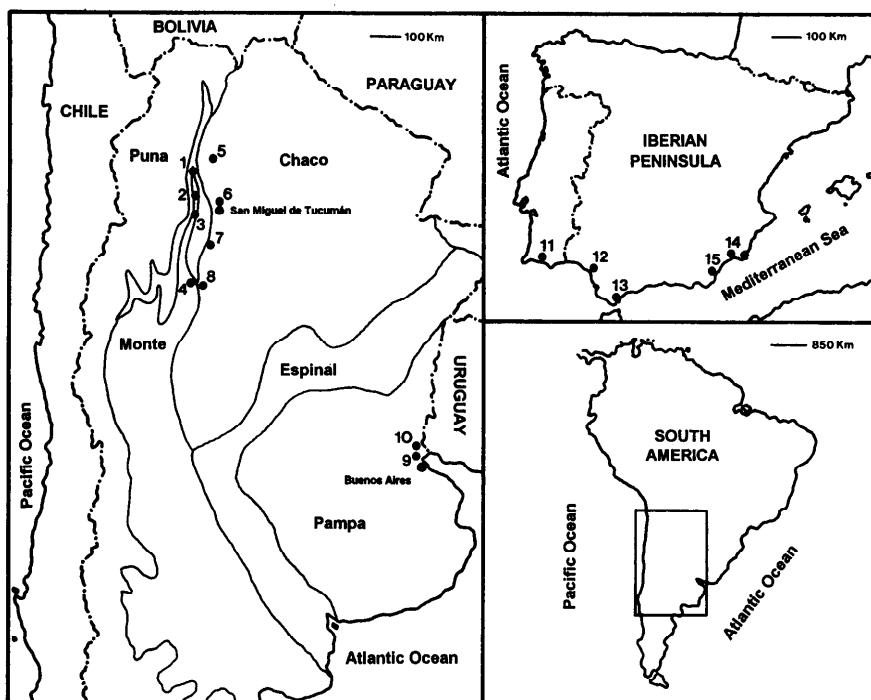 BOLIVIA
100 Km
PARAGUAY
CHILE
Puna
1
5
Chaco
2
6
San Miguel de Tucumán
3
7
4
8
Monte
Espinal
URUGUAY
Pacific Ocean
10
9
Buenos Aires
Pampa
Atlantic Ocean
100 Km
Atlantic Ocean
IBERIAN
PENINSULA
11
12
13
14
15
Mediterranean Sea
850 Km
SOUTH
AMERICA
Pacific Ocean
Atlantic Ocean